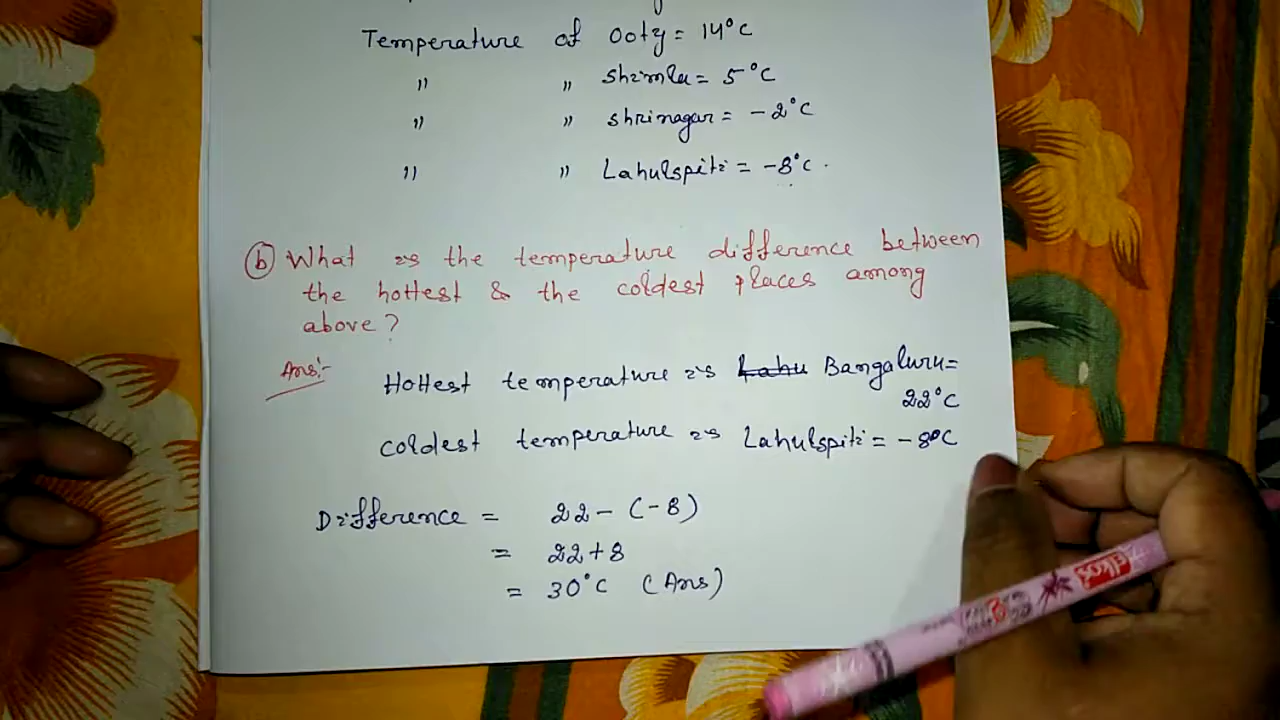 Temperature of Ooty = 14°C
" " Shimla = 5°C
" " Shrinagar = -2°C
" " Lahulspiti = -8°C.
(b) What is the temperature difference between
the hottest & the coldest places among
above?
Ans:-
Hottest temperature is Lahu Bangaluru =
22°C
Coldest temperature is Lahulspiti = -8°C
Difference = 22 - (-8)
= 22 + 8
= 30°C (Ans)